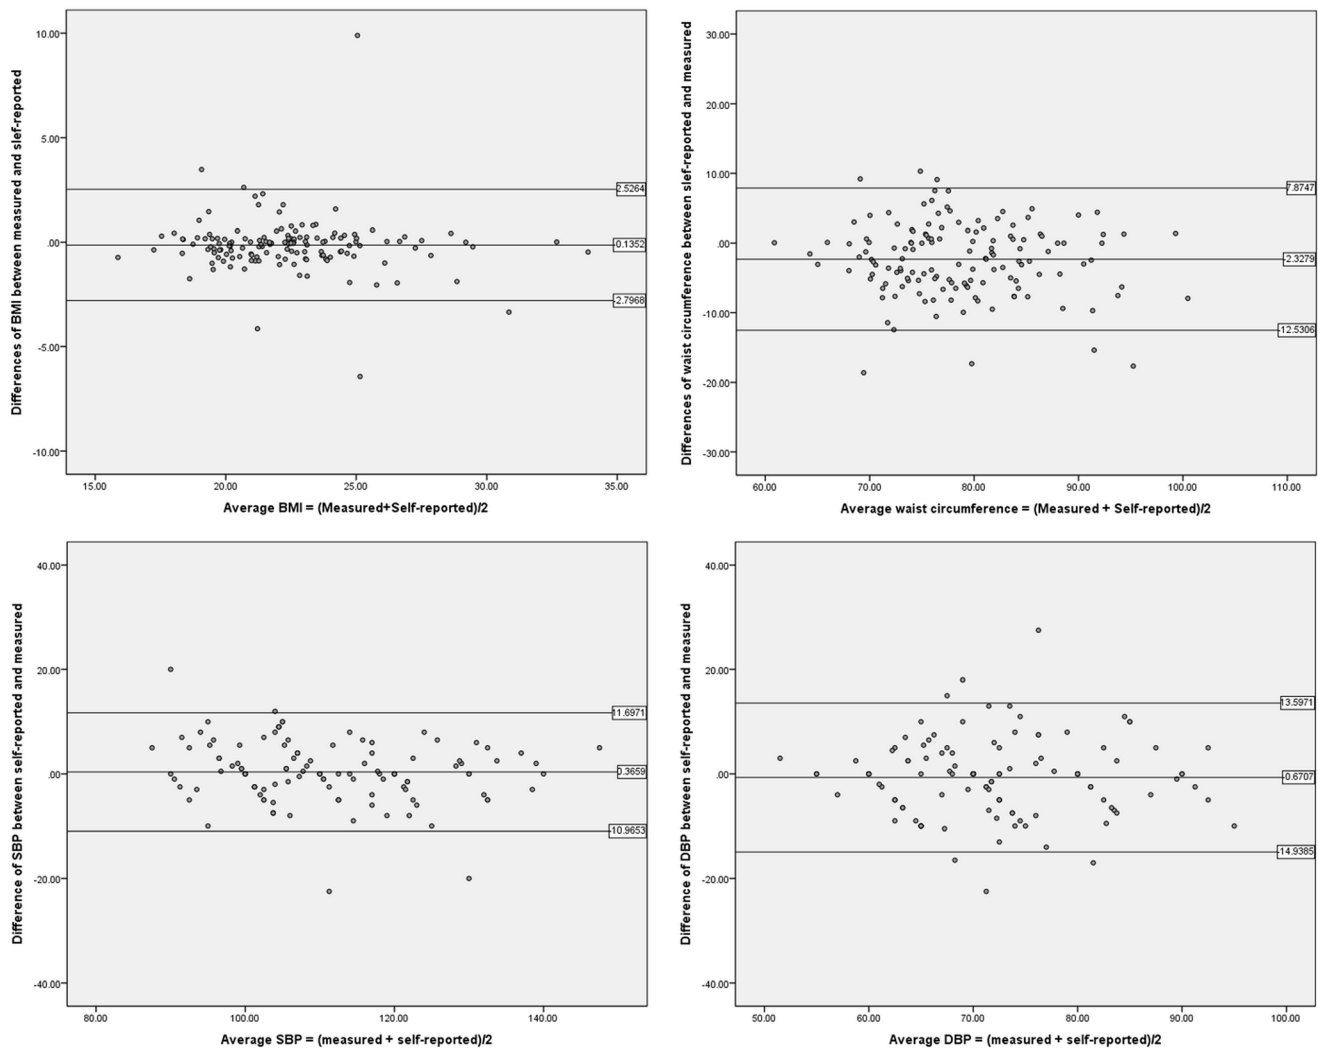 Differences of BMI between measured and slef-reported
10.00
5.00
.00
-5.00
-10.00
2.5264
0.1352
2.7968
15.00 20.00 25.00 30.00 35.00
Average BMI = (Measured+Self-reported)/2
Differences of waist circumference between slef-reported and measured
30.00
20.00
10.00
.00
-10.00
-20.00
-30.00
7.8747
2.3279
12.5306
60.00 70.00 80.00 90.00 100.00 110.00
Average waist circumference = (Measured + Self-reported)/2
Difference of SBP between self-reported and measured
40.00
20.00
.00
-20.00
-40.00
11.6971
0.3659
10.9653
80.00 100.00 120.00 140.00
Average SBP = (measured + self-reported)/2
Difference of DBP between self-reported and measured
40.00
20.00
.00
-20.00
-40.00
13.5971
0.6707
14.9385
50.00 60.00 70.00 80.00 90.00 100.00
Average DBP = (measured + self-reported)/2